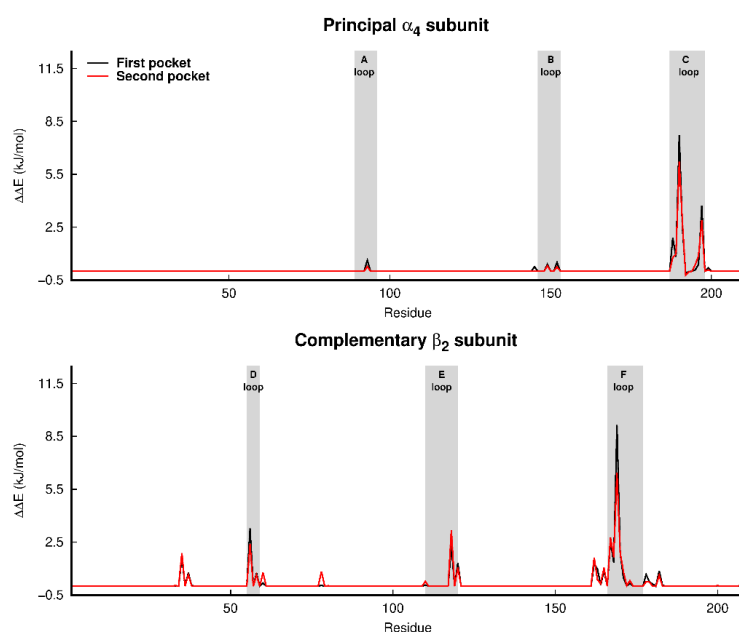 Principal α4 subunit
First pocket
Second pocket
A
loop
B
loop
C
loop
11.5
8.5
5.5
2.5
−0.5
ΔΔE (kJ/mol)
50
100
150
200
Residue
Complementary β2 subunit
D
loop
E
loop
F
loop
11.5
8.5
5.5
2.5
−0.5
ΔΔE (kJ/mol)
50
100
150
200
Residue